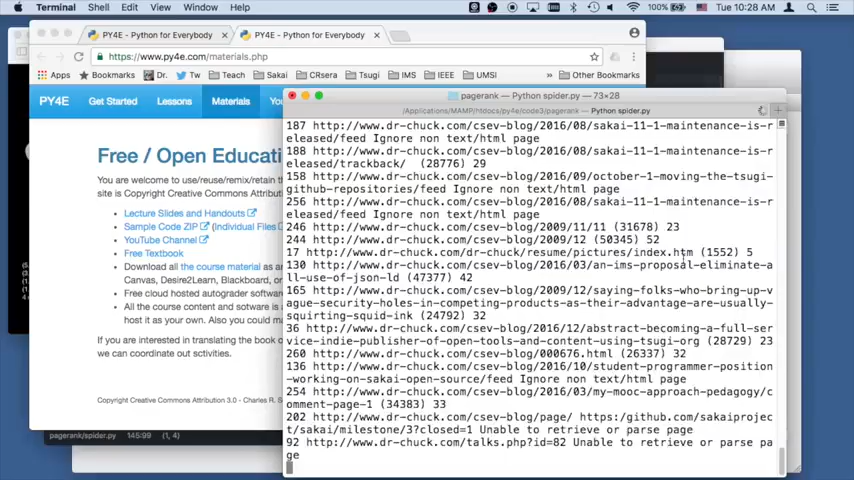 Terminal Shell Edit View Window Help 100% Tue 10:28 AM
PY4E - Python for Everybody × PY4E - Python for Everybody ×
https://www.py4e.com/materials.php
Apps Bookmarks Dr. Tw Teach Sakai CRsera Tsugi IMS IEEE UMSI » Other Bookmarks
PY4E Get Started Lessons Materials
Free / Open Educati
You are welcome to use/reuse/remix/retain th
site is Copyright Creative Commons Attribution
Lecture Slides and Handouts
Sample Code ZIP (Individual Files
YouTube Channel
Free Textbook
Download all the course material as an
Canvas, Desire2Learn, Blackboard, or
Free cloud hosted autograder softwar
All the course content and sotware is a
host it as your own. Also you could ma
If you are interested in translating the book o
we can coordinate out sctivities.
Copyright Creative Commons Attribution 3.0 - Charles R.
pagerank/spider.py 145:99 (1, 4)
pagerank — Python spider.py — 73×28
/Applications/MAMP/htdocs/py4e/code3/pagerank — Python spider.py
187 http://www.dr-chuck.com/csev-blog/2016/08/sakai-11-1-maintenance-is-r
eleased/feed Ignore non text/html page
188 http://www.dr-chuck.com/csev-blog/2016/08/sakai-11-1-maintenance-is-r
eleased/trackback/ (28776) 29
158 http://www.dr-chuck.com/csev-blog/2016/09/october-1-moving-the-tsugi-
github-repositories/feed Ignore non text/html page
256 http://www.dr-chuck.com/csev-blog/2016/08/sakai-11-1-maintenance-is-r
eleased/feed Ignore non text/html page
246 http://www.dr-chuck.com/csev-blog/2009/11/11 (31678) 23
244 http://www.dr-chuck.com/csev-blog/2009/12 (50345) 52
17 http://www.dr-chuck.com/dr-chuck/resume/pictures/index.htm (1552) 5
130 http://www.dr-chuck.com/csev-blog/2016/03/an-ims-proposal-eliminate-a
ll-use-of-json-ld (47377) 42
165 http://www.dr-chuck.com/csev-blog/2009/12/saying-folks-who-bring-up-v
ague-security-holes-in-competing-products-as-their-advantage-are-usually-
squirting-squid-ink (24792) 32
36 http://www.dr-chuck.com/csev-blog/2016/12/abstract-becoming-a-full-ser
vice-indie-publisher-of-open-tools-and-content-using-tsugi-org (28729) 23
260 http://www.dr-chuck.com/csev-blog/000676.html (26337) 32
136 http://www.dr-chuck.com/csev-blog/2016/10/student-programmer-position
-working-on-sakai-open-source/feed Ignore non text/html page
254 http://www.dr-chuck.com/csev-blog/2016/03/my-mooc-approach-pedagogy/c
omment-page-1 (34383) 33
202 http://www.dr-chuck.com/csev-blog/page/ https:/github.com/sakaiprojec
t/sakai/milestone/3?closed=1 Unable to retrieve or parse page
92 http://www.dr-chuck.com/talks.php?id=82 Unable to retrieve or parse pa
ge